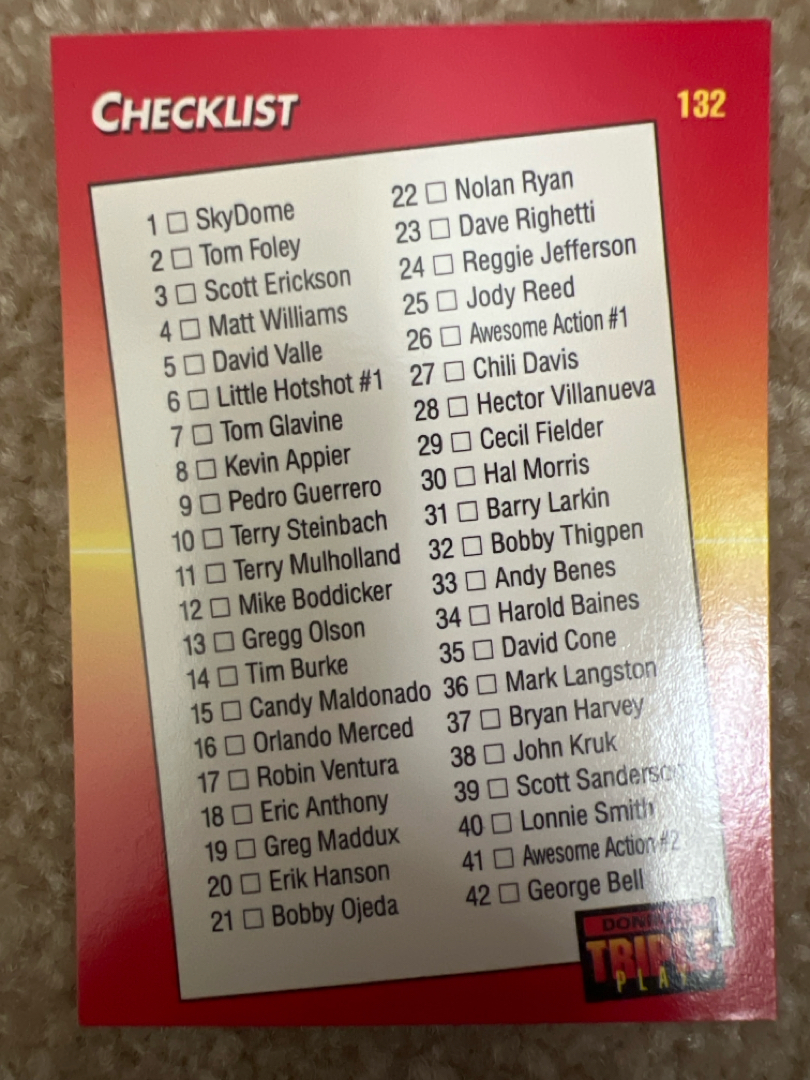 CHECKLIST
132
1 □ SkyDome
2 □ Tom Foley
3 □ Scott Erickson
4 □ Matt Williams
5 □ David Valle
6 □ Little Hotshot #1
7 □ Tom Glavine
8 □ Kevin Appier
9 □ Pedro Guerrero
10 □ Terry Steinbach
11 □ Terry Mulholland
12 □ Mike Boddicker
13 □ Gregg Olson
14 □ Tim Burke
15 □ Candy Maldonado
16 □ Orlando Merced
17 □ Robin Ventura
18 □ Eric Anthony
19 □ Greg Maddux
20 □ Erik Hanson
21 □ Bobby Ojeda
22 □ Nolan Ryan
23 □ Dave Righetti
24 □ Reggie Jefferson
25 □ Jody Reed
26 □ Awesome Action #1
27 □ Chili Davis
28 □ Hector Villanueva
29 □ Cecil Fielder
30 □ Hal Morris
31 □ Barry Larkin
32 □ Bobby Thigpen
33 □ Andy Benes
34 □ Harold Baines
35 □ David Cone
36 □ Mark Langston
37 □ Bryan Harvey
38 □ John Kruk
39 □ Scott Sanderson
40 □ Lonnie Smith
41 □ Awesome Action #2
42 □ George Bell
TRIPLE
PLAY